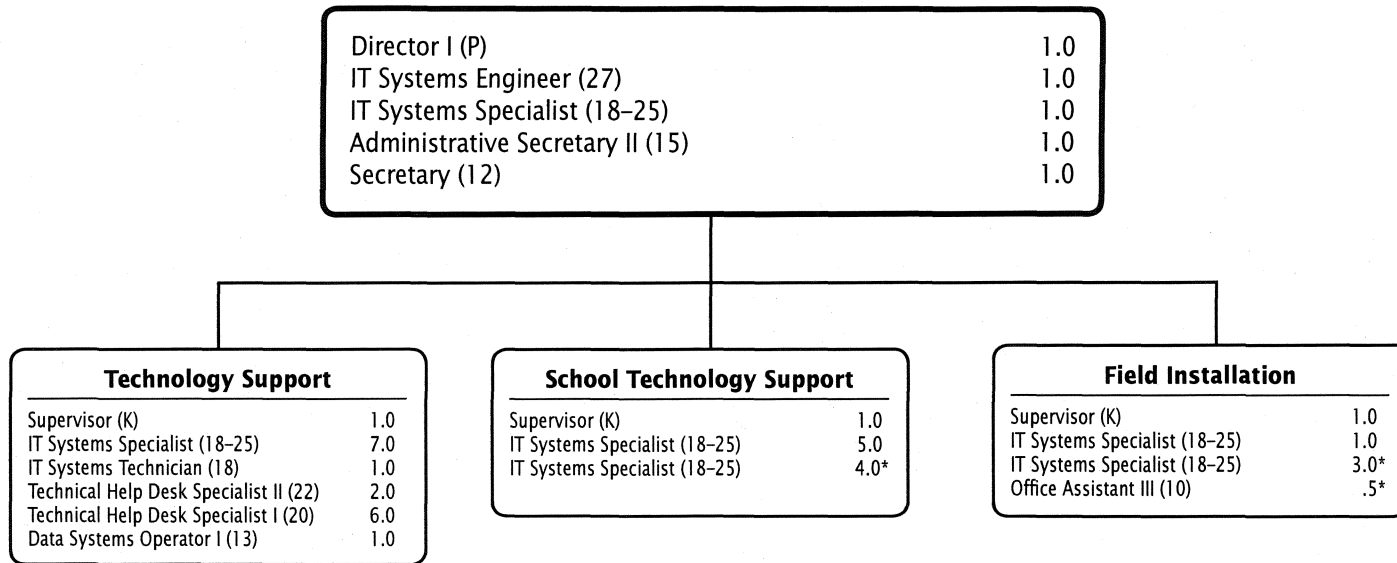 Director I (P) 1.0
IT Systems Engineer (27) 1.0
IT Systems Specialist (18–25) 1.0
Administrative Secretary II (15) 1.0
Secretary (12) 1.0
Technology Support
Supervisor (K) 1.0
IT Systems Specialist (18–25) 7.0
IT Systems Technician (18) 1.0
Technical Help Desk Specialist II (22) 2.0
Technical Help Desk Specialist I (20) 6.0
Data Systems Operator I (13) 1.0
School Technology Support
Supervisor (K) 1.0
IT Systems Specialist (18–25) 5.0
IT Systems Specialist (18–25) 4.0*
Field Installation
Supervisor (K) 1.0
IT Systems Specialist (18–25) 1.0
IT Systems Specialist (18–25) 3.0*
Office Assistant III (10) .5*